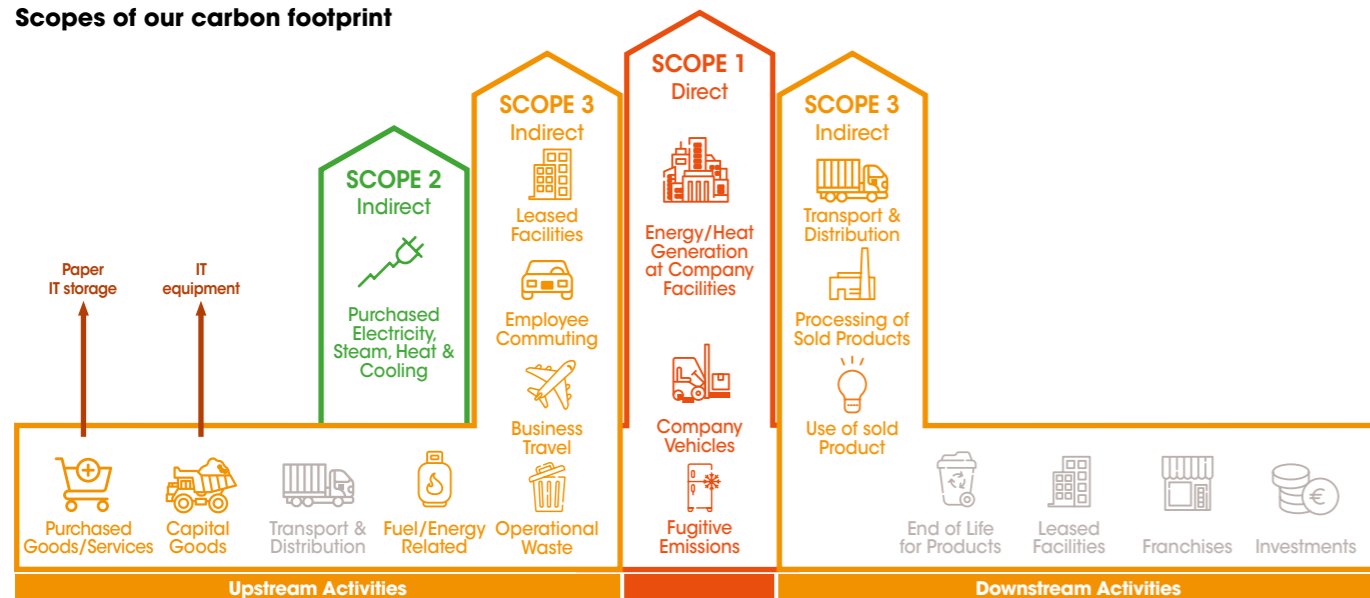 Scopes of our carbon footprint
Paper
IT storage
IT
equipment
SCOPE 2
Indirect
Purchased
Electricity,
Steam, Heat &
Cooling
SCOPE 3
Indirect
Leased
Facilities
Employee
Commuting
Business
Travel
Operational
Waste
SCOPE 1
Direct
Energy/Heat
Generation
at Company
Facilities
Company
Vehicles
Fugitive
Emissions
SCOPE 3
Indirect
Transport &
Distribution
Processing of
Sold Products
Use of sold
Product
Purchased
Goods/Services
Capital
Goods
Transport &
Distribution
Fuel/Energy
Related
End of Life
for Products
Leased
Facilities
Franchises
€
Investments
Upstream Activities
Downstream Activities